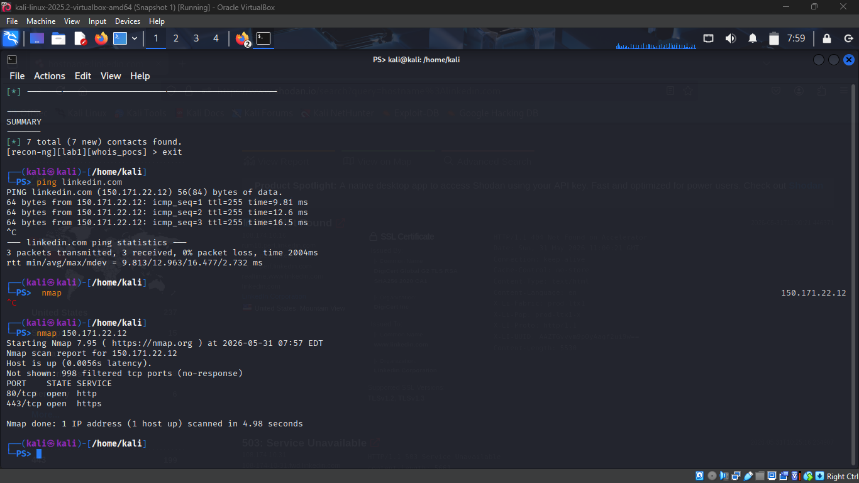 kali-linux-2025.2-virtualbox-amd64 (Snapshot 1) [Running] - Oracle VirtualBox
File Machine View Input Devices Help
1 2 3 4 2 7:59
PS> kali@kali: /home/kali
File Actions Edit View Help
[*]
SUMMARY
[*] 7 total (7 new) contacts found.
[recon-ng][lab1][whois_pocs] > exit
(kali㉿kali)-[/home/kali]
PS> ping linkedin.com
PING linkedin.com (150.171.22.12) 56(84) bytes of data.
64 bytes from 150.171.22.12: icmp_seq=1 ttl=255 time=9.81 ms
64 bytes from 150.171.22.12: icmp_seq=2 ttl=255 time=12.6 ms
64 bytes from 150.171.22.12: icmp_seq=3 ttl=255 time=16.5 ms
^C
--- linkedin.com ping statistics ---
3 packets transmitted, 3 received, 0% packet loss, time 2004ms
rtt min/avg/max/mdev = 9.813/12.963/16.477/2.732 ms
(kali㉿kali)-[/home/kali]
PS> nmap 150.171.22.12
^C
(kali㉿kali)-[/home/kali]
PS> nmap 150.171.22.12
Starting Nmap 7.95 ( https://nmap.org ) at 2026-05-31 07:57 EDT
Nmap scan report for 150.171.22.12
Host is up (0.0056s latency).
Not shown: 998 filtered tcp ports (no-response)
PORT STATE SERVICE
80/tcp open http
443/tcp open https
Nmap done: 1 IP address (1 host up) scanned in 4.98 seconds
(kali㉿kali)-[/home/kali]
503: Service Unavailable
PS>
Right Ctrl